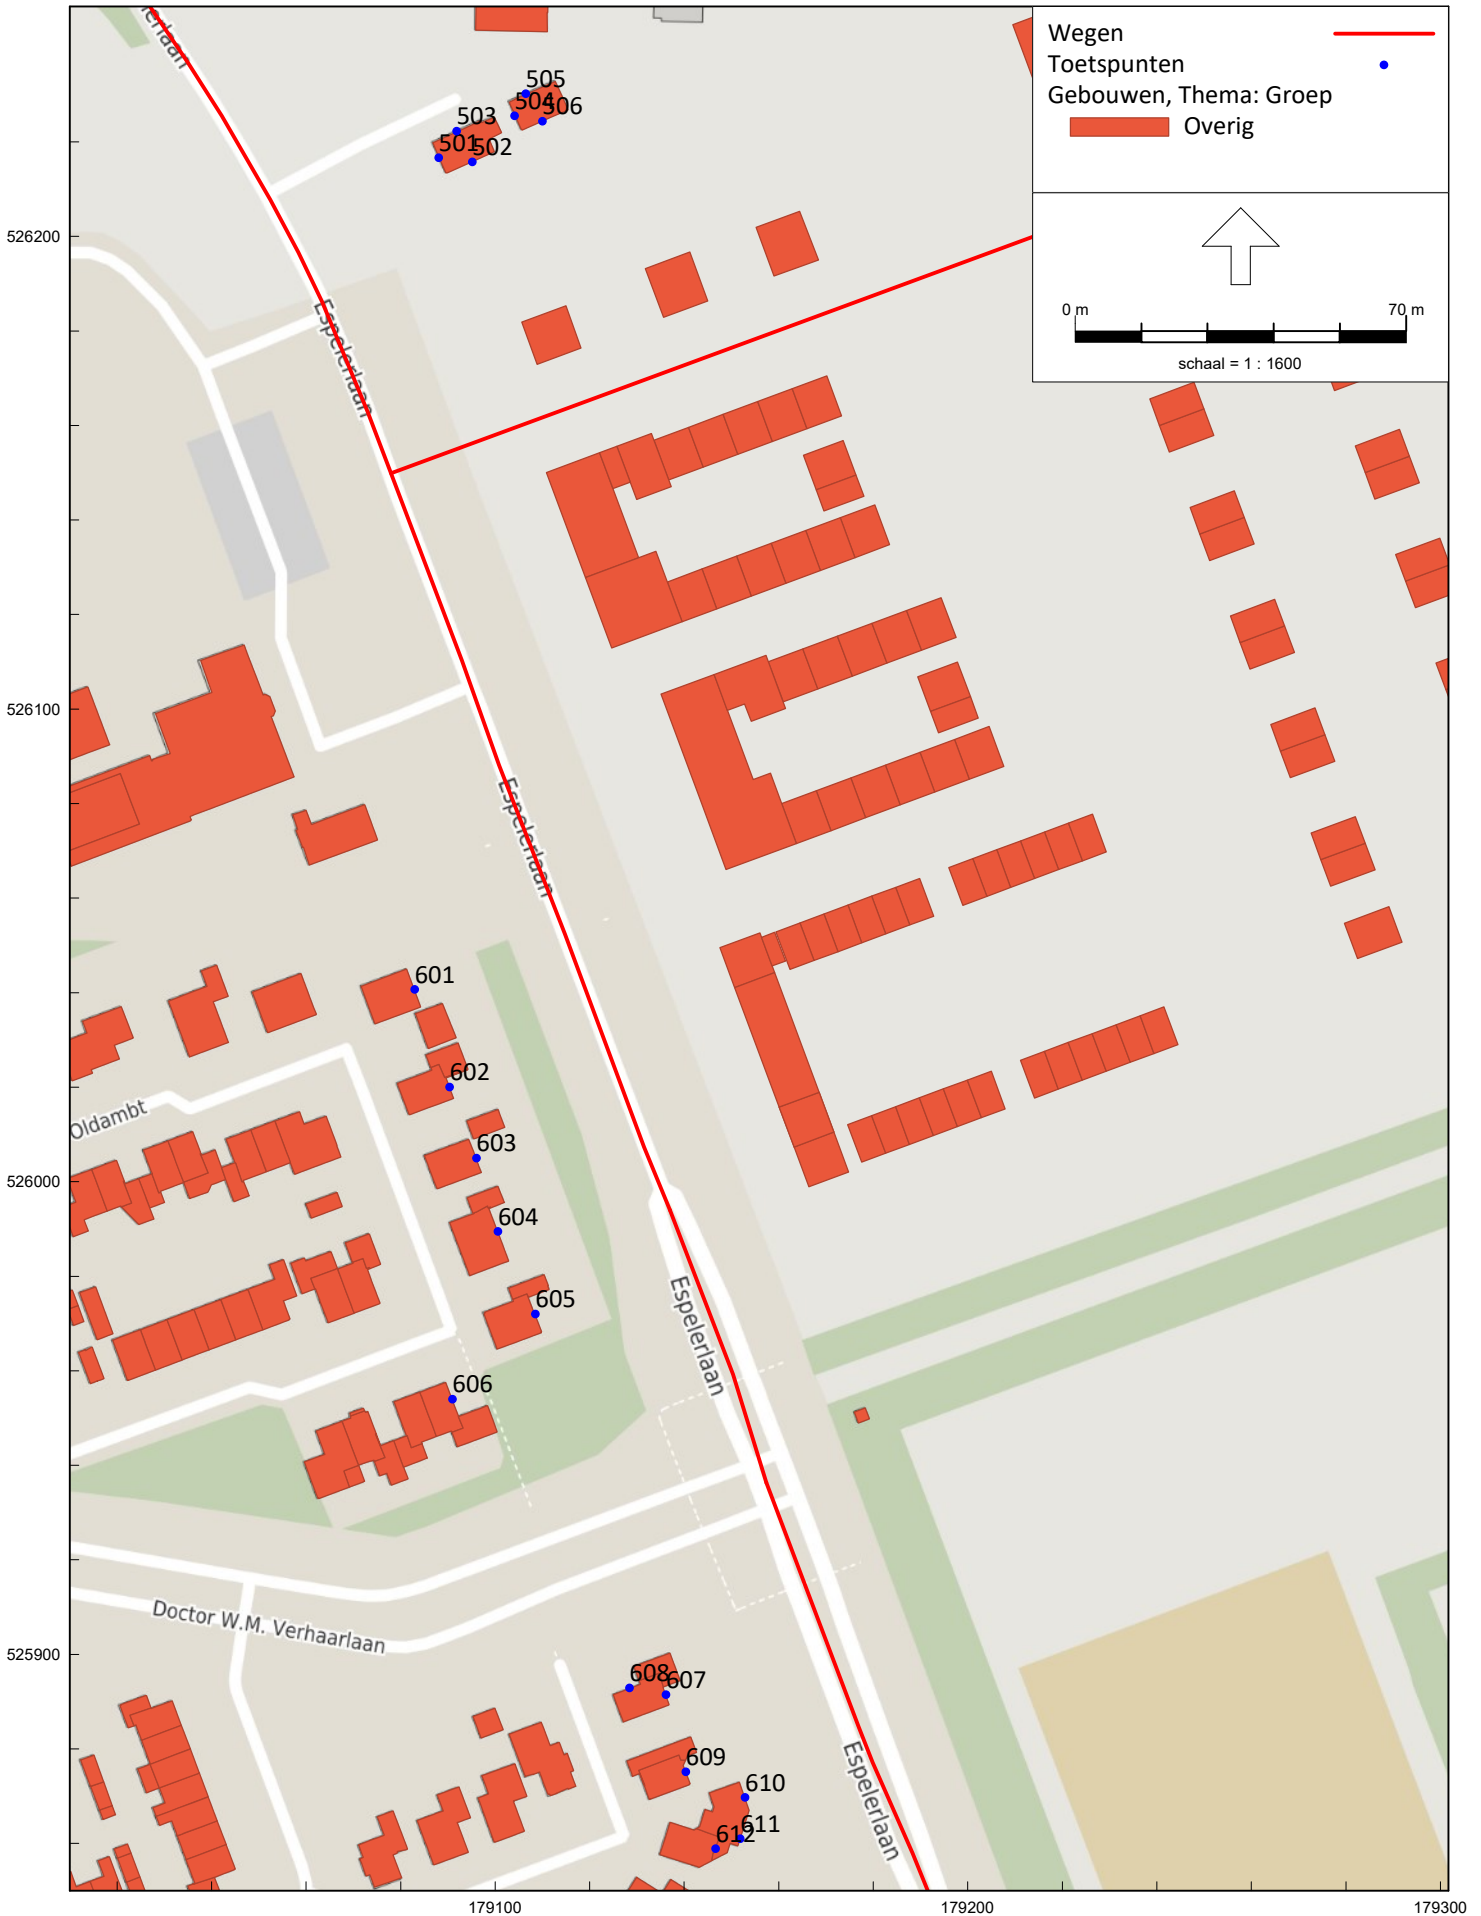 erlaan
505
504
506
503
501
502
Wegen
Toetspunten
Gebouwen, Thema: Groep
Overig
0 m
70 m
schaal = 1 : 1600
526200
Espelerlaan
526100
Espelerlaan
601
602
Oldambt
603
526000
604
Espelerlaan
605
606
Doctor W.M. Verhaarlaan
525900
608
607
609
Espelerlaan
610
611
612
179100
179200
179300